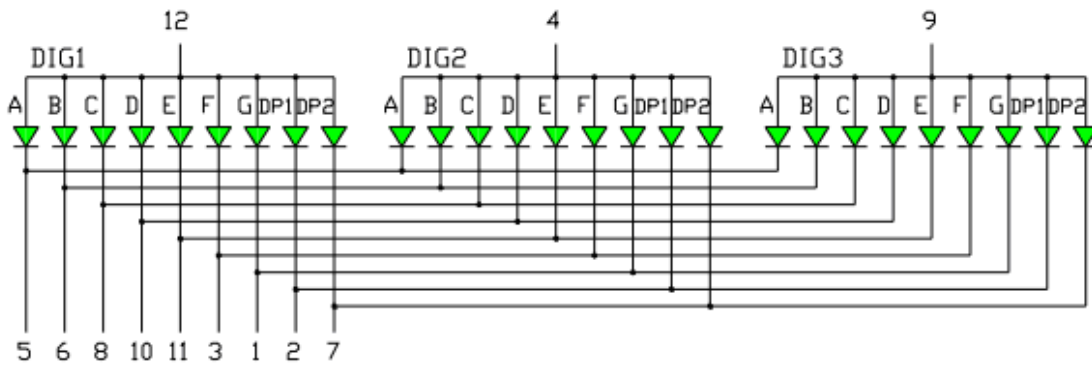 12 4 9
DIG1 DIG2 DIG3
A B C D E F G DP1 DP2 A B C D E F G DP1 DP2 A B C D E F G DP1 DP2
5 6 8 10 11 3 1 2 7